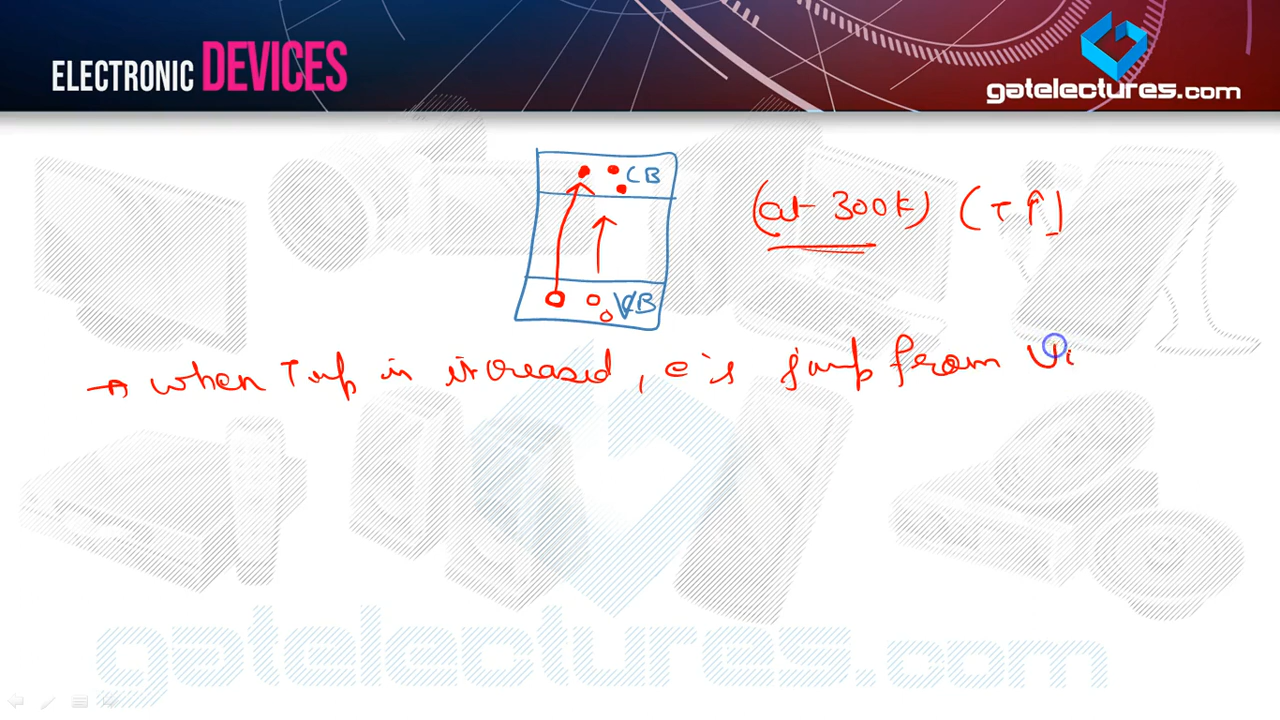 ELECTRONIC DEVICES
gatelectures.com
CB
(at 300K) (T↑)
VB
→ when Temp is increased, e's jump from
gatelectures.com